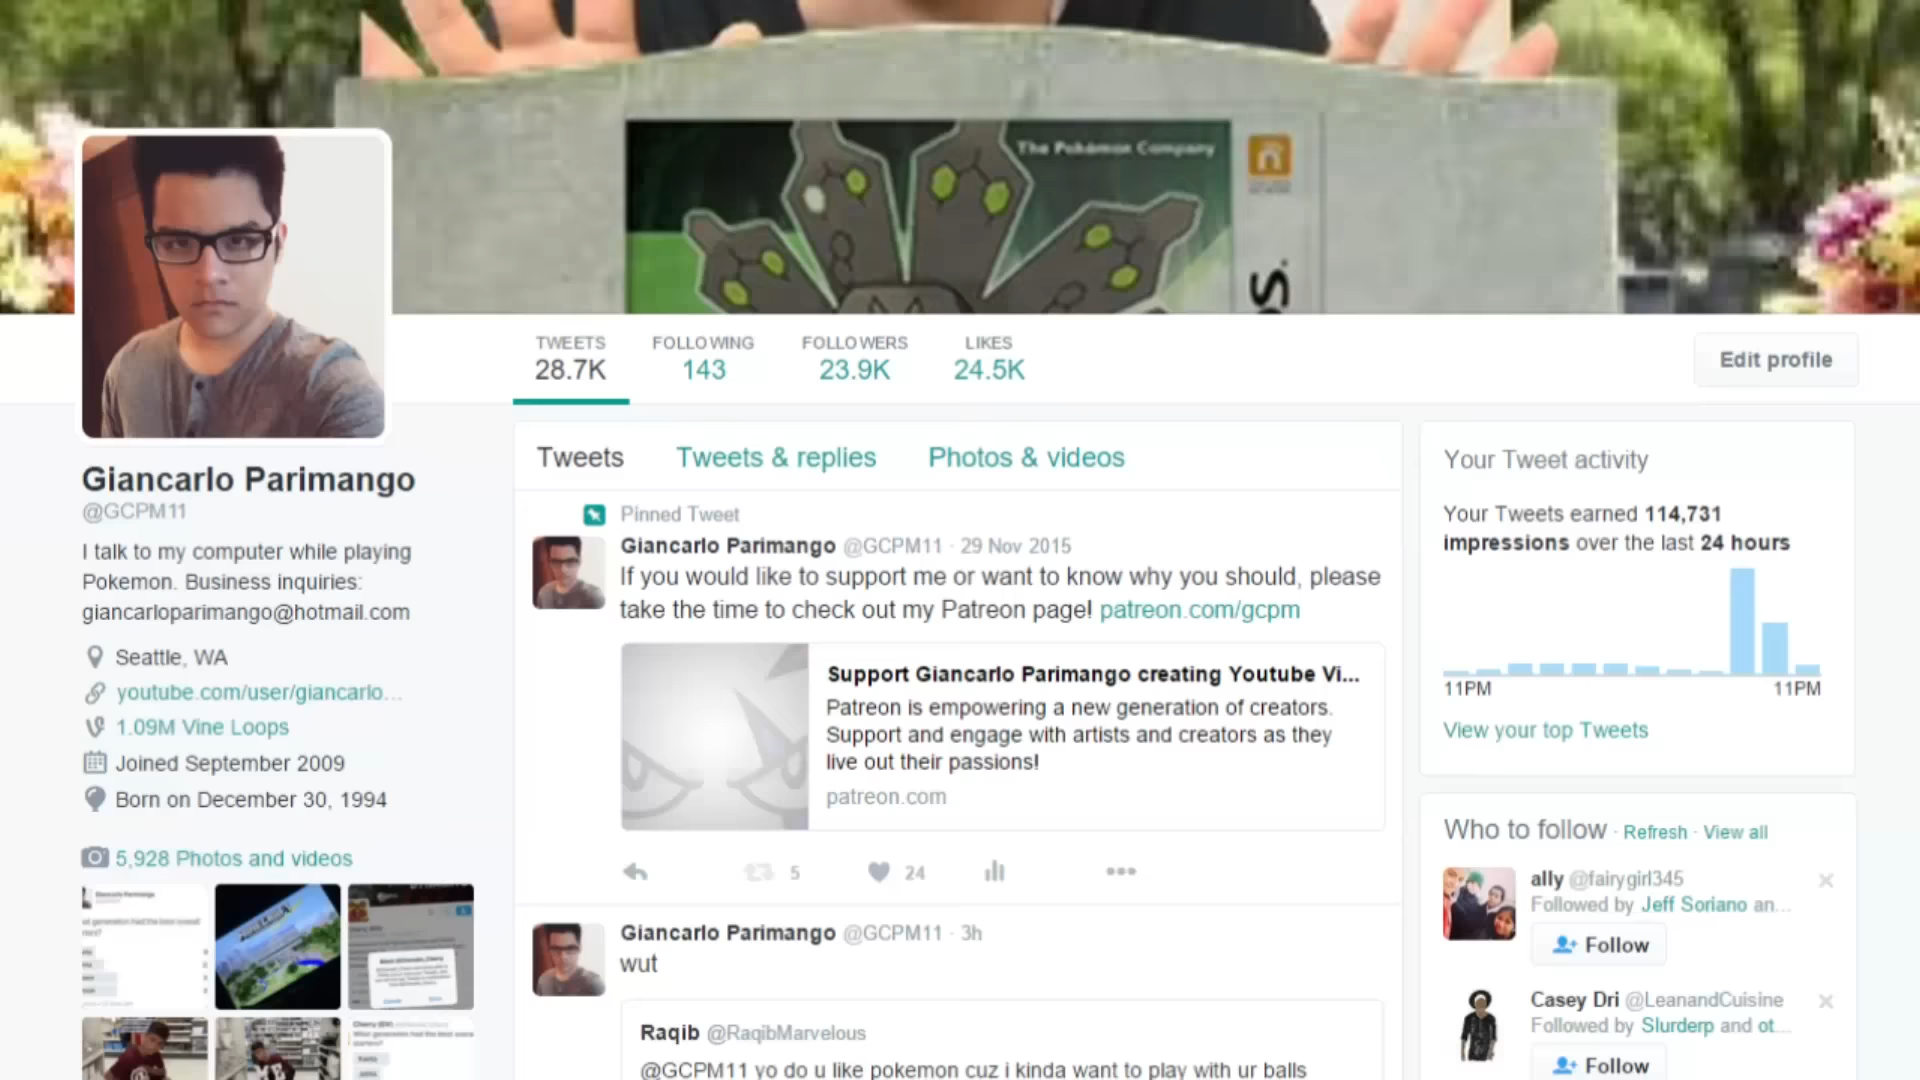 The Pokémon Company
TWEETS
28.7K
FOLLOWING
143
FOLLOWERS
23.9K
LIKES
24.5K
Edit profile
Giancarlo Parimango
@GCPM11
I talk to my computer while playing
Pokemon. Business inquiries:
giancarloparimango@hotmail.com
Seattle, WA
youtube.com/user/giancarlo...
1.09M Vine Loops
Joined September 2009
Born on December 30, 1994
5,928 Photos and videos
Tweets
Tweets & replies
Photos & videos
Pinned Tweet
Giancarlo Parimango @GCPM11 · 29 Nov 2015
If you would like to support me or want to know why you should, please
take the time to check out my Patreon page! patreon.com/gcpm
Support Giancarlo Parimango creating Youtube Vi...
Patreon is empowering a new generation of creators.
Support and engage with artists and creators as they
live out their passions!
patreon.com
5
24
Giancarlo Parimango @GCPM11 · 3h
wut
Raqib @RaqibMarvelous
@GCPM11 yo do u like pokemon cuz i kinda want to play with ur balls
Your Tweet activity
Your Tweets earned 114,731
impressions over the last 24 hours
11PM
11PM
View your top Tweets
Who to follow · Refresh · View all
ally @fairygirl345
Followed by Jeff Soriano an...
Follow
Casey Dri @LeanandCuisine
Followed by Slurderp and ot...
Follow